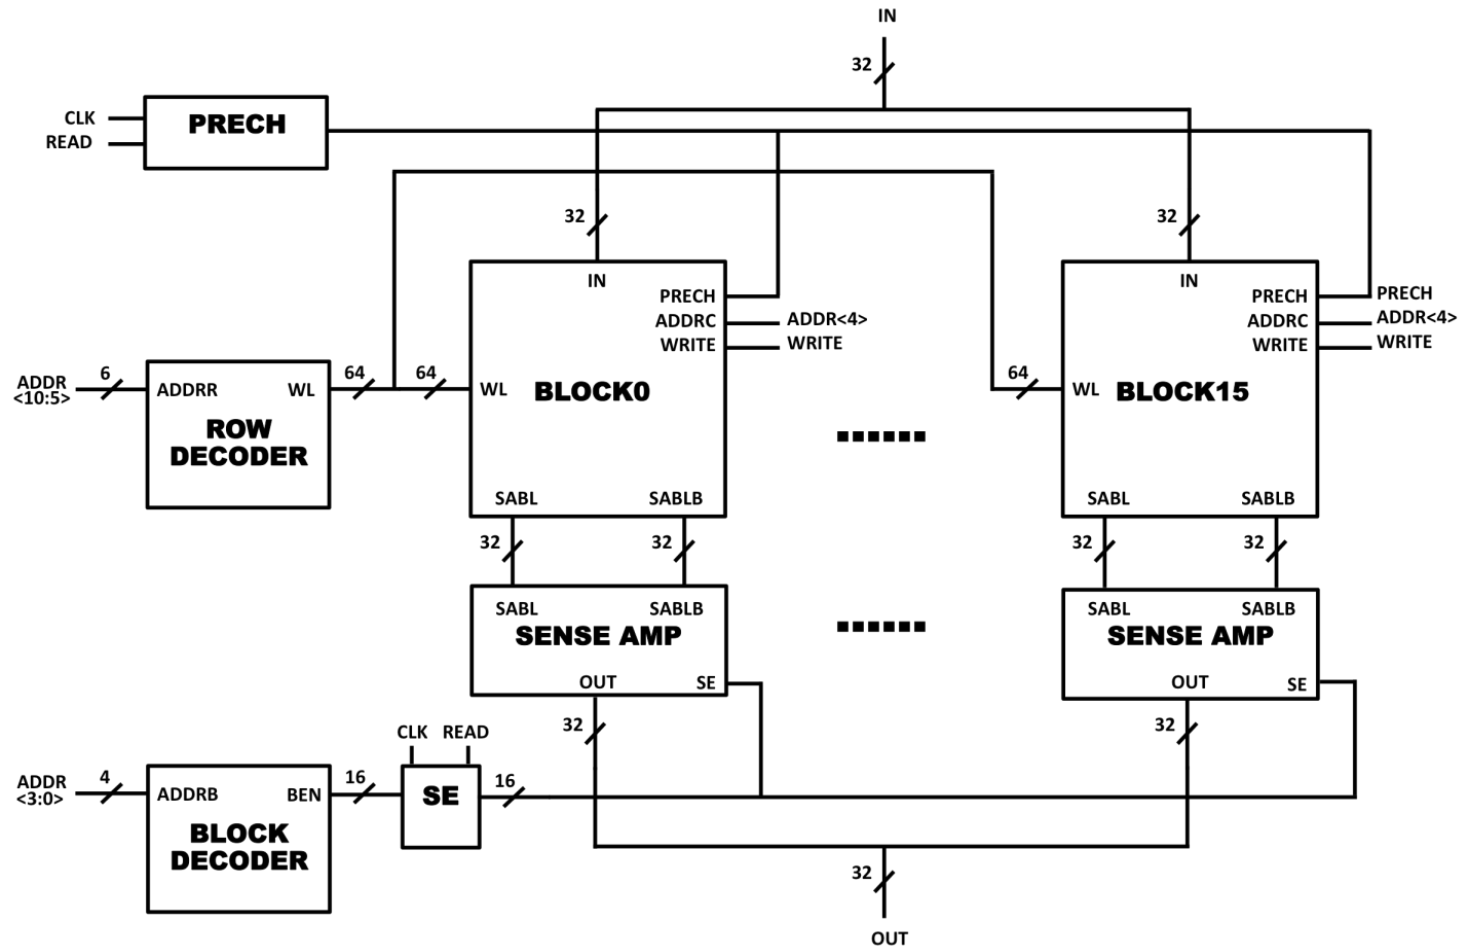 IN
32
CLK
READ
PRECH
32
32
IN
PRECH
ADDRC
WRITE
ADDR<4>
WRITE
IN
PRECH
ADDRC
WRITE
PRECH
ADDR<4>
WRITE
ADDR
<10:5>
6
ADDRR
WL
ROW
DECODER
64
64
WL
BLOCK0
64
WL
BLOCK15
SABL
SABLB
SABL
SABLB
32
32
32
32
SABL
SABLB
SENSE AMP
OUT
SE
SABL
SABLB
SENSE AMP
OUT
SE
32
32
CLK
READ
ADDR
<3:0>
4
ADDRB
BEN
BLOCK
DECODER
16
SE
16
32
OUT